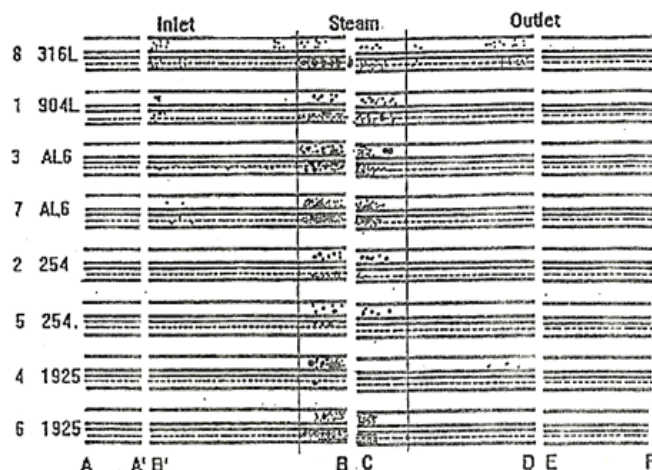 Inlet Steam Outlet
8 316L
1 904L
3 AL6
7 AL6
2 254
5 254.
4 1925
6 1925
A A' B' B C D E F